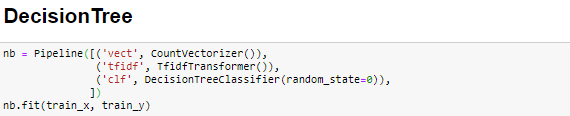 DecisionTree
nb = Pipeline([('vect', CountVectorizer()),
('tfidf', TfidfTransformer()),
('clf', DecisionTreeClassifier(random_state=0)),
])
nb.fit(train_x, train_y)